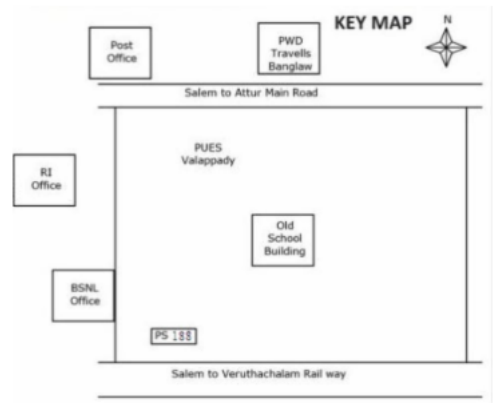 KEY MAP
N
Post
Office
PWD
Travells
Banglaw
Salem to Attur Main Road
PUES
Valappady
RI
Office
Old
School
Building
BSNL
Office
PS 188
Salem to Veruthachalam Rail way